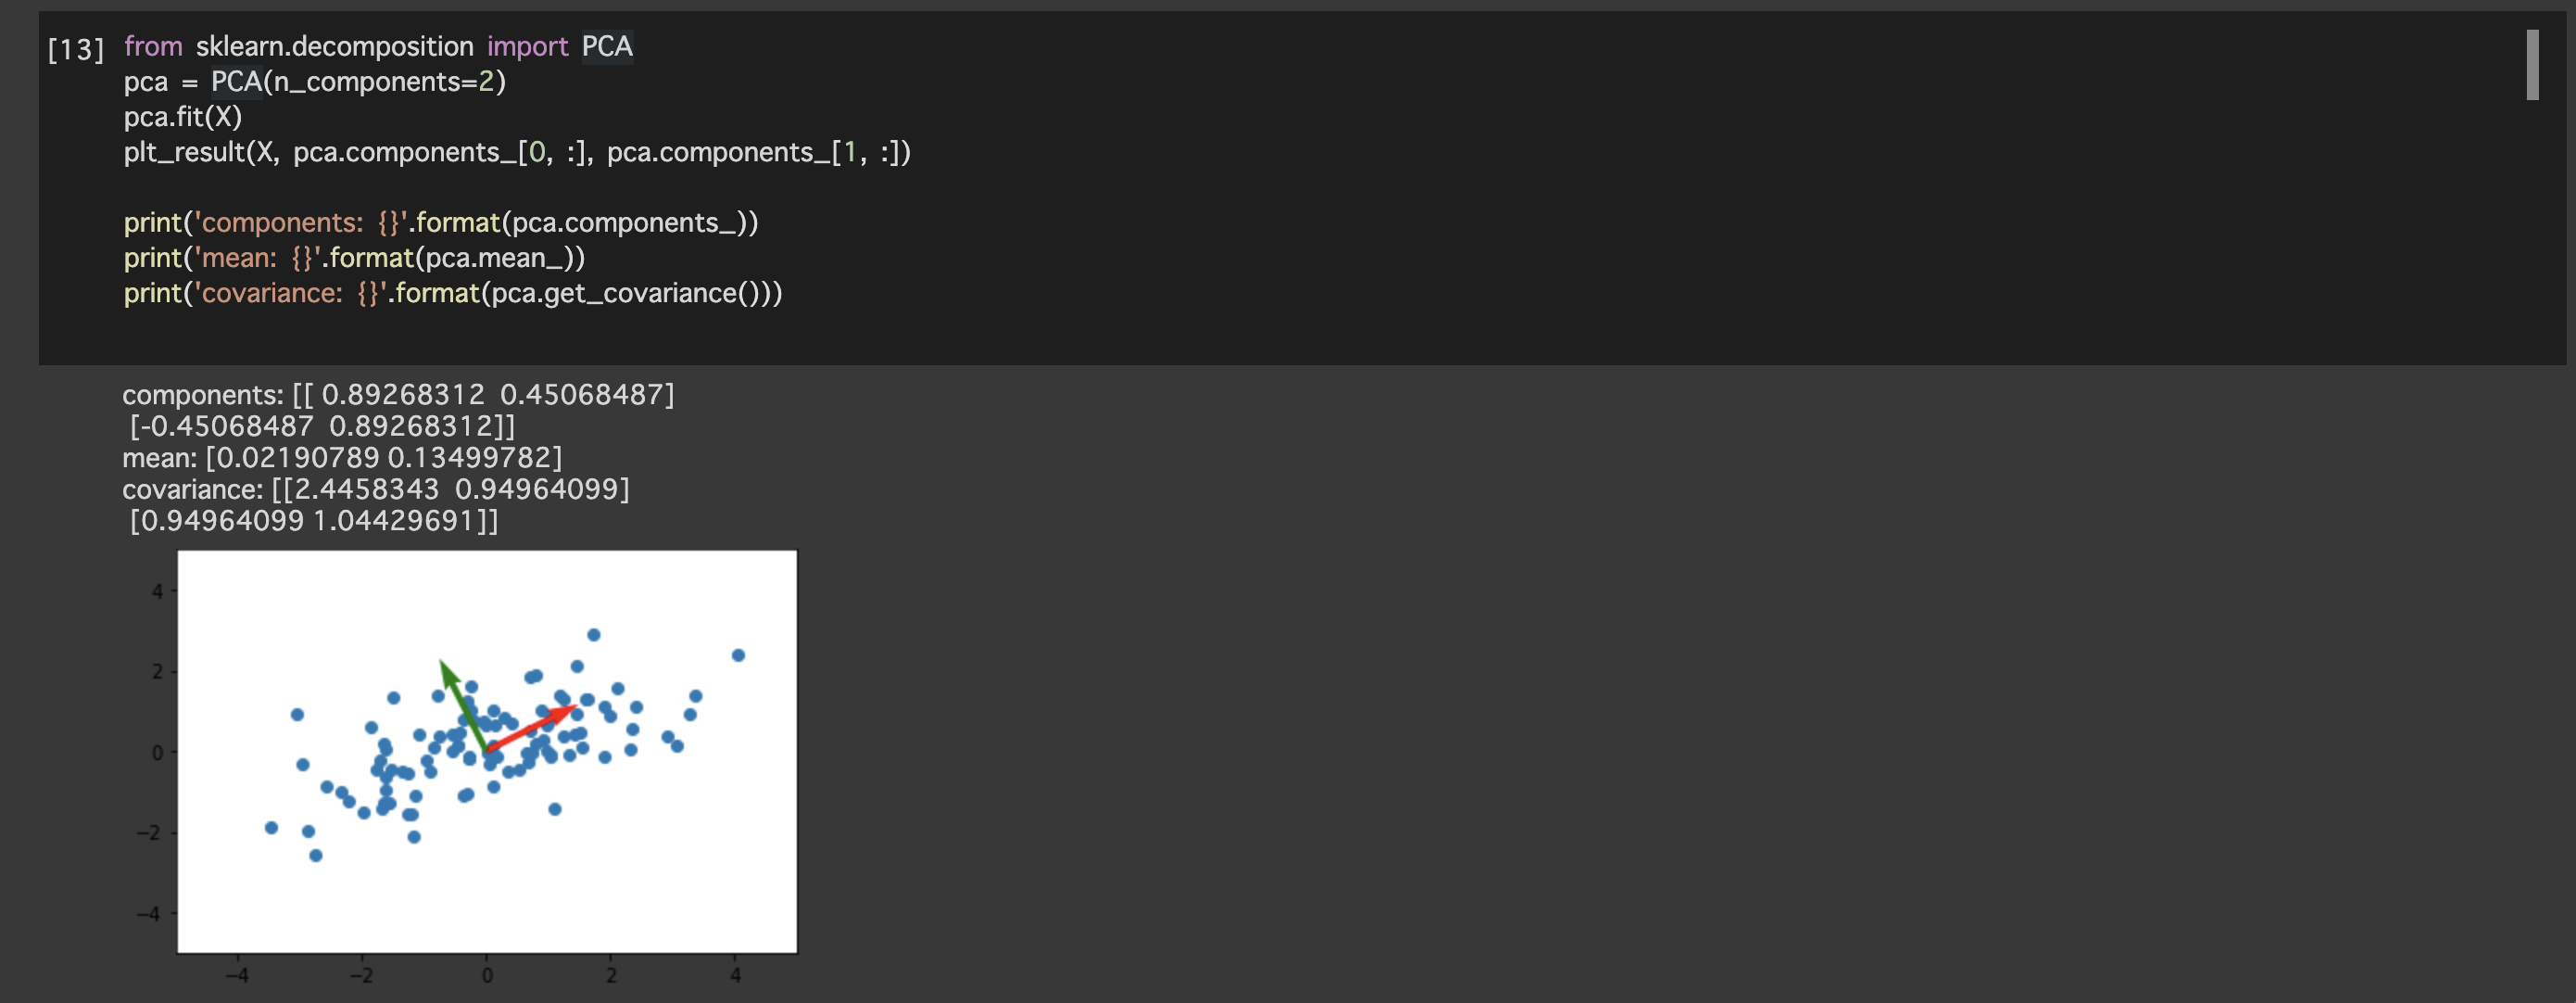 [13] from sklearn.decomposition import PCA
pca = PCA(n_components=2)
pca.fit(X)
plt_result(X, pca.components_[0, :], pca.components_[1, :])
print('components: {}'.format(pca.components_))
print('mean: {}'.format(pca.mean_))
print('covariance: {}'.format(pca.get_covariance()))
components: [[ 0.89268312 0.45068487]
[-0.45068487 0.89268312]]
mean: [0.02190789 0.13499782]
covariance: [[2.4458343 0.94964099]
[0.94964099 1.04429691]]
4
2
0
−2
−4
−4 −2 0 2 4